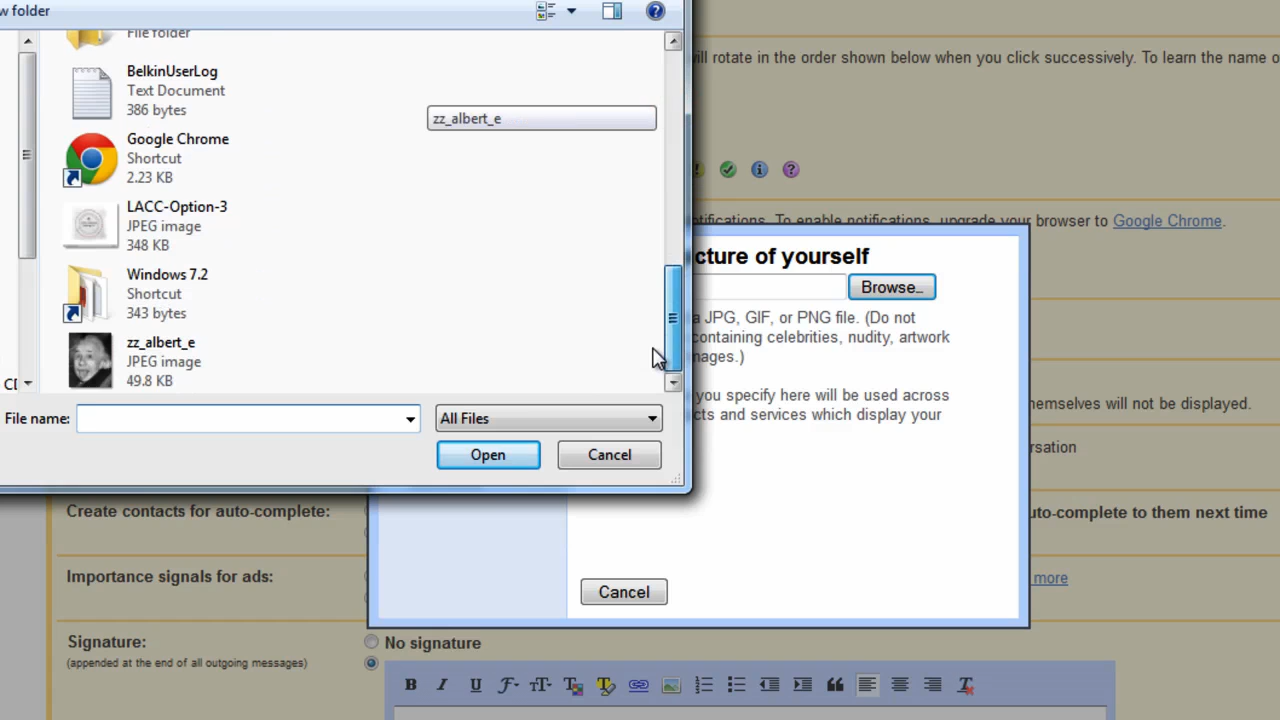 w folder
File folder
BelkinUserLog
Text Document
386 bytes
zz_albert_e
Google Chrome
Shortcut
2.23 KB
LACC-Option-3
JPEG image
348 KB
Windows 7.2
Shortcut
343 bytes
zz_albert_e
JPEG image
49.8 KB
File name:
All Files
Open
Cancel
will rotate in the order shown below when you click successively. To learn the name o
notifications. To enable notifications, upgrade your browser to Google Chrome.
cture of yourself
Browse...
a JPG, GIF, or PNG file. (Do not
containing celebrities, nudity, artwork
mages.)
you specify here will be used across
cts and services which display your
hemselves will not be displayed.
rsation
Cancel
Create contacts for auto-complete:
uto-complete to them next time
Importance signals for ads:
more
Signature:
(appended at the end of all outgoing messages)
No signature
B I U